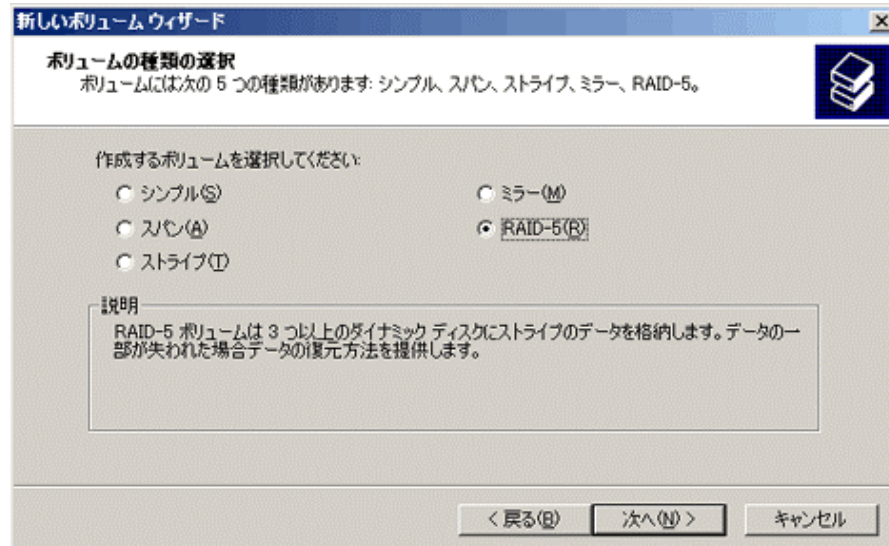 新しいボリューム ウィザード
ボリュームの種類の選択
ボリュームには次の 5 つの種類があります: シンプル、スパン、ストライプ、ミラー、RAID-5。
作成するボリュームを選択してください:
シンプル(S)
ミラー(M)
スパン(A)
RAID-5(R)
ストライプ(T)
説明
RAID-5 ボリュームは 3 つ以上のダイナミック ディスクにストライプのデータを格納します。データの一
部が失われた場合データの復元方法を提供します。
< 戻る(B)
次へ(N) >
キャンセル